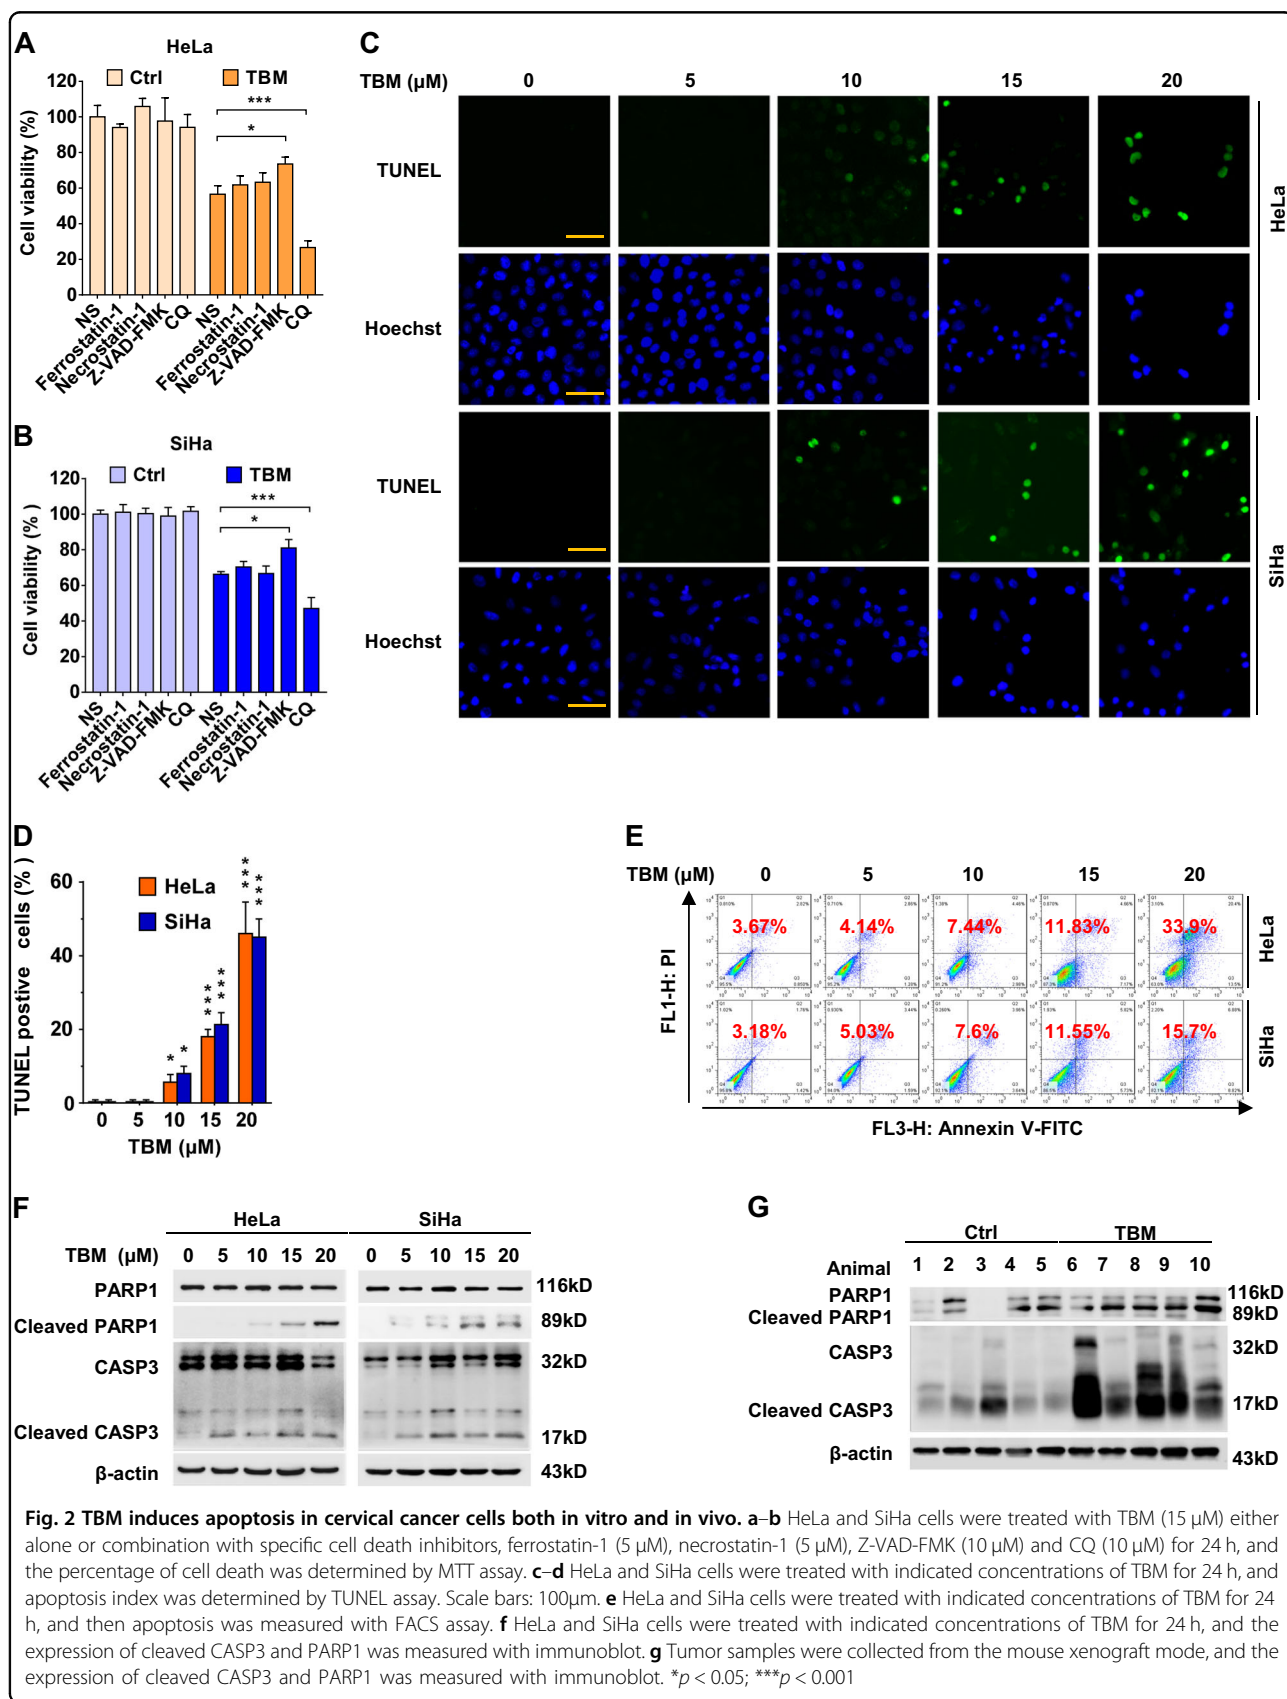 A
HeLa
Ctrl
TBM
Cell viability (%)
120
100
80
60
40
20
0
***
*
NS
Ferrostatin-1
Necrostatin-1
Z-VAD-FMK
CQ
NS
Ferrostatin-1
Necrostatin-1
Z-VAD-FMK
CQ
B
SiHa
Ctrl
TBM
Cell viability (% )
120
100
80
60
40
20
0
***
*
NS
Ferrostatin-1
Necrostatin-1
Z-VAD-FMK
CQ
NS
Ferrostatin-1
Necrostatin-1
Z-VAD-FMK
CQ
C
TBM (µM) 0 5 10 15 20
TUNEL
Hoechst
HeLa
TUNEL
Hoechst
SiHa
D
TUNEL postive cells (% )
60
40
20
0
HeLa
SiHa
* * *** *** *** ***
0 5 10 15 20
TBM (µM)
E
TBM (µM) 0 5 10 15 20
3.67% 4.14% 7.44% 11.83% 33.9%
HeLa
3.18% 5.03% 7.6% 11.55% 15.7%
SiHa
FL1-H: PI
FL3-H: Annexin V-FITC
F
HeLa SiHa
TBM (µM) 0 5 10 15 20 0 5 10 15 20
PARP1 116kD
Cleaved PARP1 89kD
CASP3 32kD
Cleaved CASP3 17kD
β-actin 43kD
G
Ctrl TBM
Animal 1 2 3 4 5 6 7 8 9 10
PARP1 116kD
Cleaved PARP1 89kD
CASP3 32kD
Cleaved CASP3 17kD
β-actin 43kD
Fig. 2 TBM induces apoptosis in cervical cancer cells both in vitro and in vivo. a–b HeLa and SiHa cells were treated with TBM (15 µM) either
alone or combination with specific cell death inhibitors, ferrostatin-1 (5 µM), necrostatin-1 (5 µM), Z-VAD-FMK (10 µM) and CQ (10 µM) for 24 h, and
the percentage of cell death was determined by MTT assay. c–d HeLa and SiHa cells were treated with indicated concentrations of TBM for 24 h, and
apoptosis index was determined by TUNEL assay. Scale bars: 100µm. e HeLa and SiHa cells were treated with indicated concentrations of TBM for 24
h, and then apoptosis was measured with FACS assay. f HeLa and SiHa cells were treated with indicated concentrations of TBM for 24 h, and the
expression of cleaved CASP3 and PARP1 was measured with immunoblot. g Tumor samples were collected from the mouse xenograft mode, and the
expression of cleaved CASP3 and PARP1 was measured with immunoblot. *p < 0.05; ***p < 0.001